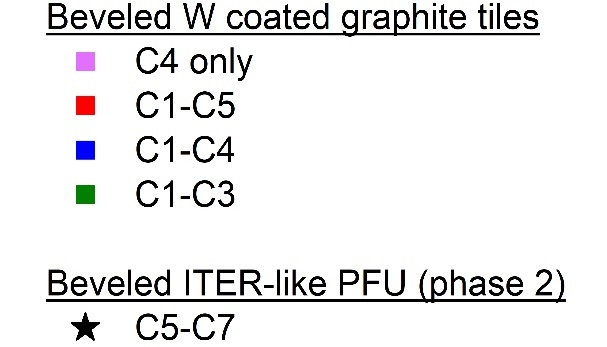 Beveled W coated graphite tiles
C4 only
C1-C5
C1-C4
C1-C3
Beveled ITER-like PFU (phase 2)
C5-C7